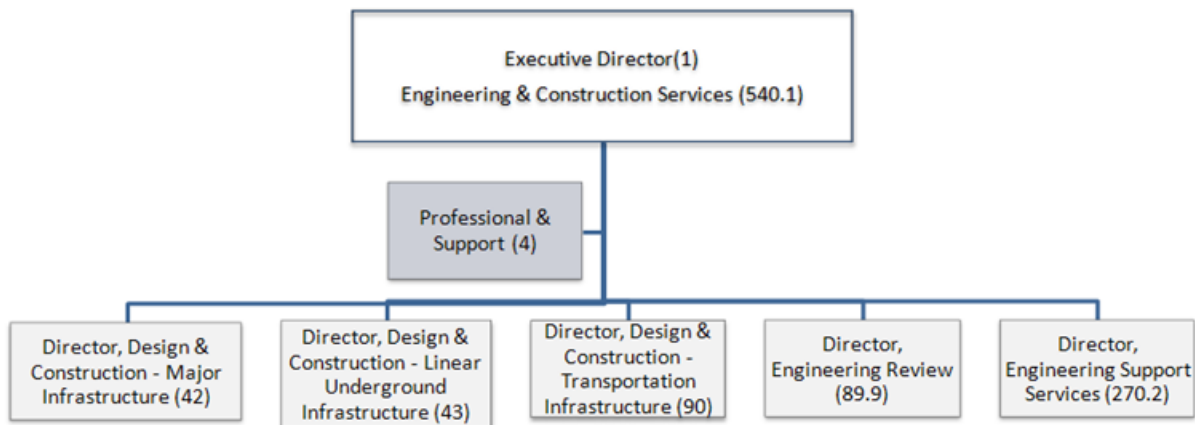 Executive Director(1)
Engineering & Construction Services (540.1)
Professional &
Support (4)
Director, Design &
Construction - Major
Infrastructure (42)
Director, Design &
Construction - Linear
Underground
Infrastructure (43)
Director, Design &
Construction -
Transportation
Infrastructure (90)
Director,
Engineering Review
(89.9)
Director,
Engineering Support
Services (270.2)